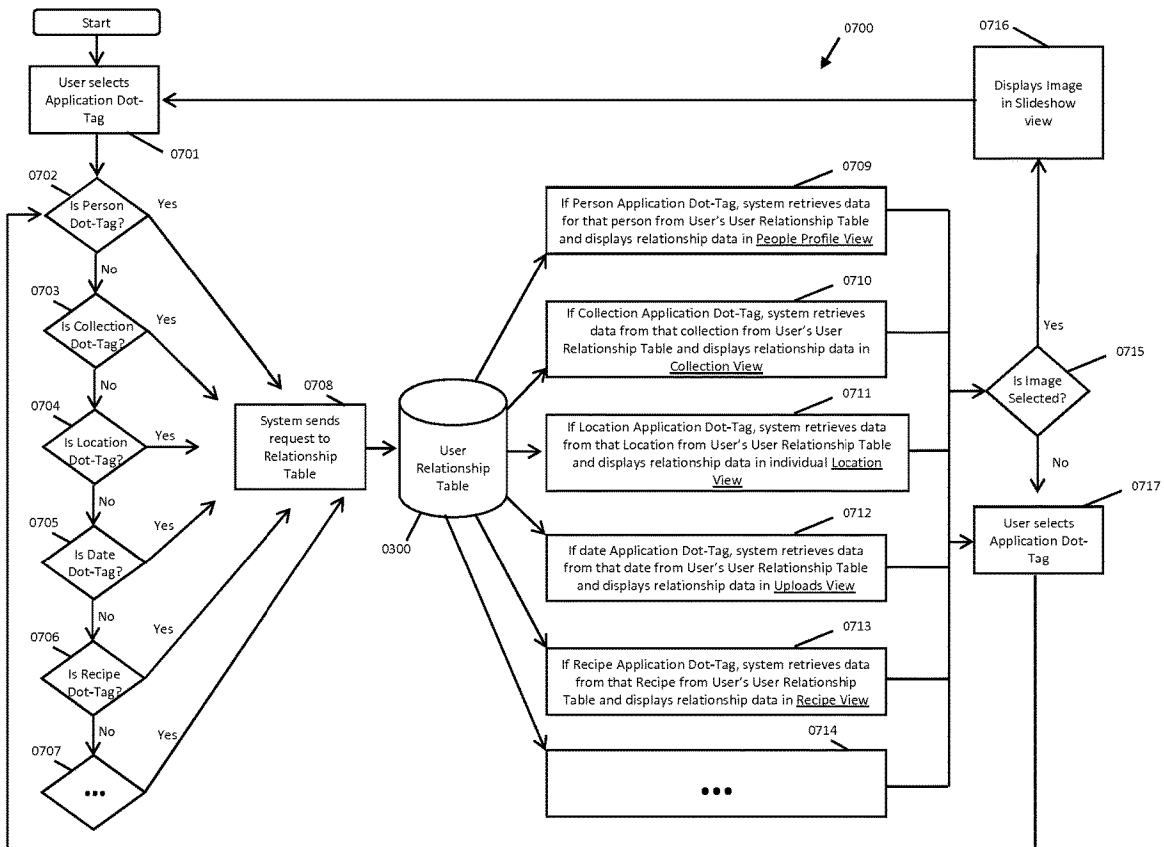 Start
0700
0716
User selects
Application Dot-
Tag
0701
Displays Image
in Slideshow
view
0702
Is Person
Dot-Tag?
Yes
No
0703
Is Collection
Dot-Tag?
Yes
No
0704
Is Location
Dot-Tag?
Yes
No
0705
Is Date
Dot-Tag?
Yes
No
0706
Is Recipe
Dot-Tag?
Yes
No
0707
...
Yes
0708
System sends
request to
Relationship
Table
User
Relationship
Table
0300
0709
If Person Application Dot-Tag, system retrieves data
for that person from User's User Relationship Table
and displays relationship data in People Profile View
0710
If Collection Application Dot-Tag, system retrieves
data from that collection from User's User
Relationship Table and displays relationship data in
Collection View
0711
If Location Application Dot-Tag, system retrieves data
from that Location from User's User Relationship Table
and displays relationship data in individual Location
View
0712
If date Application Dot-Tag, system retrieves data
from that date from User's User Relationship Table
and displays relationship data in Uploads View
0713
If Recipe Application Dot-Tag, system retrieves data
from that Recipe from User's User Relationship
Table and displays relationship data in Recipe View
0714
...
Yes
0715
Is Image
Selected?
No
0717
User selects
Application Dot-
Tag